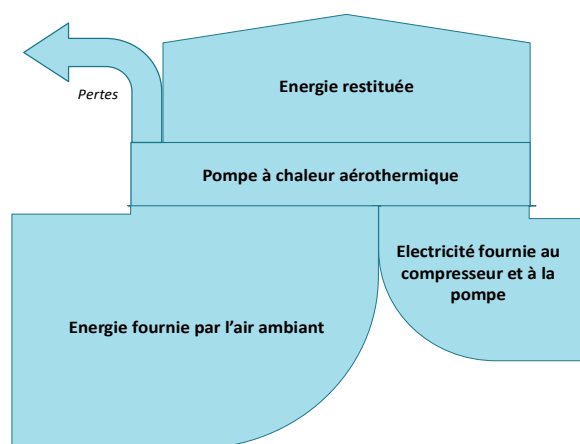 Energie restituée
Pertes
Pompe à chaleur aérothermique
Electricité fournie au
compresseur et à la
pompe
Energie fournie par l’air ambiant